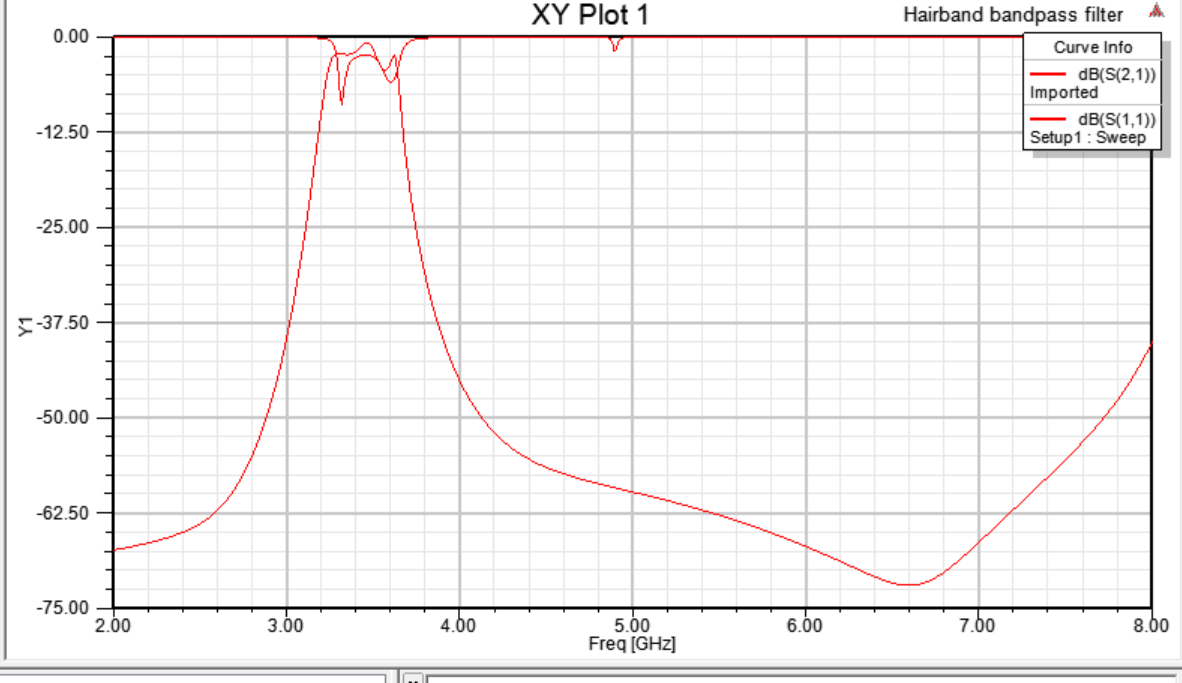 XY Plot 1
Hairband bandpass filter
Curve Info
dB(S(2,1))
Imported
dB(S(1,1))
Setup1 : Sweep
0.00
-12.50
-25.00
-37.50
-50.00
-62.50
-75.00
Y1
2.00 3.00 4.00 5.00 6.00 7.00 8.00
Freq [GHz]